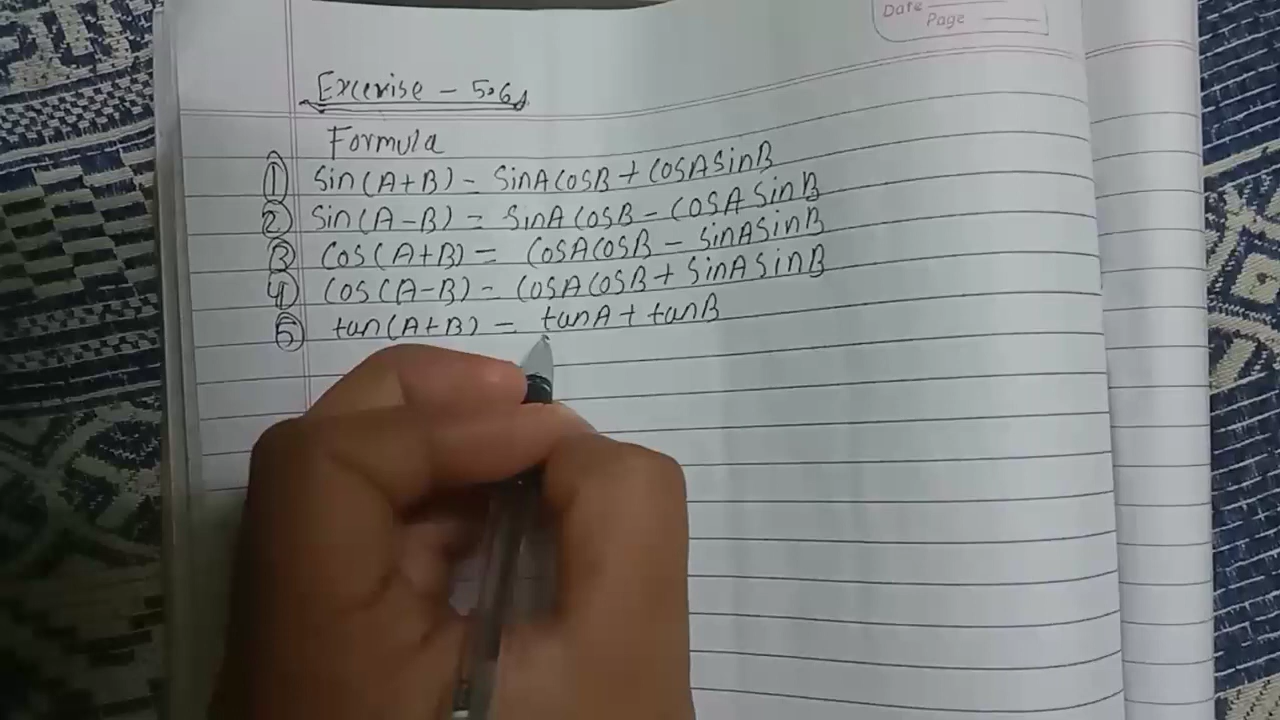 Date
Page
Excerise - 5.6
Formula
① Sin(A+B) - SinACosB + CosASinB
② Sin(A-B) = SinACosB - CosASinB
③ Cos(A+B) = CosACosB - SinASinB
④ Cos(A-B) - CosACosB + SinASinB
⑤ tan(A+B) - tanA + tanB